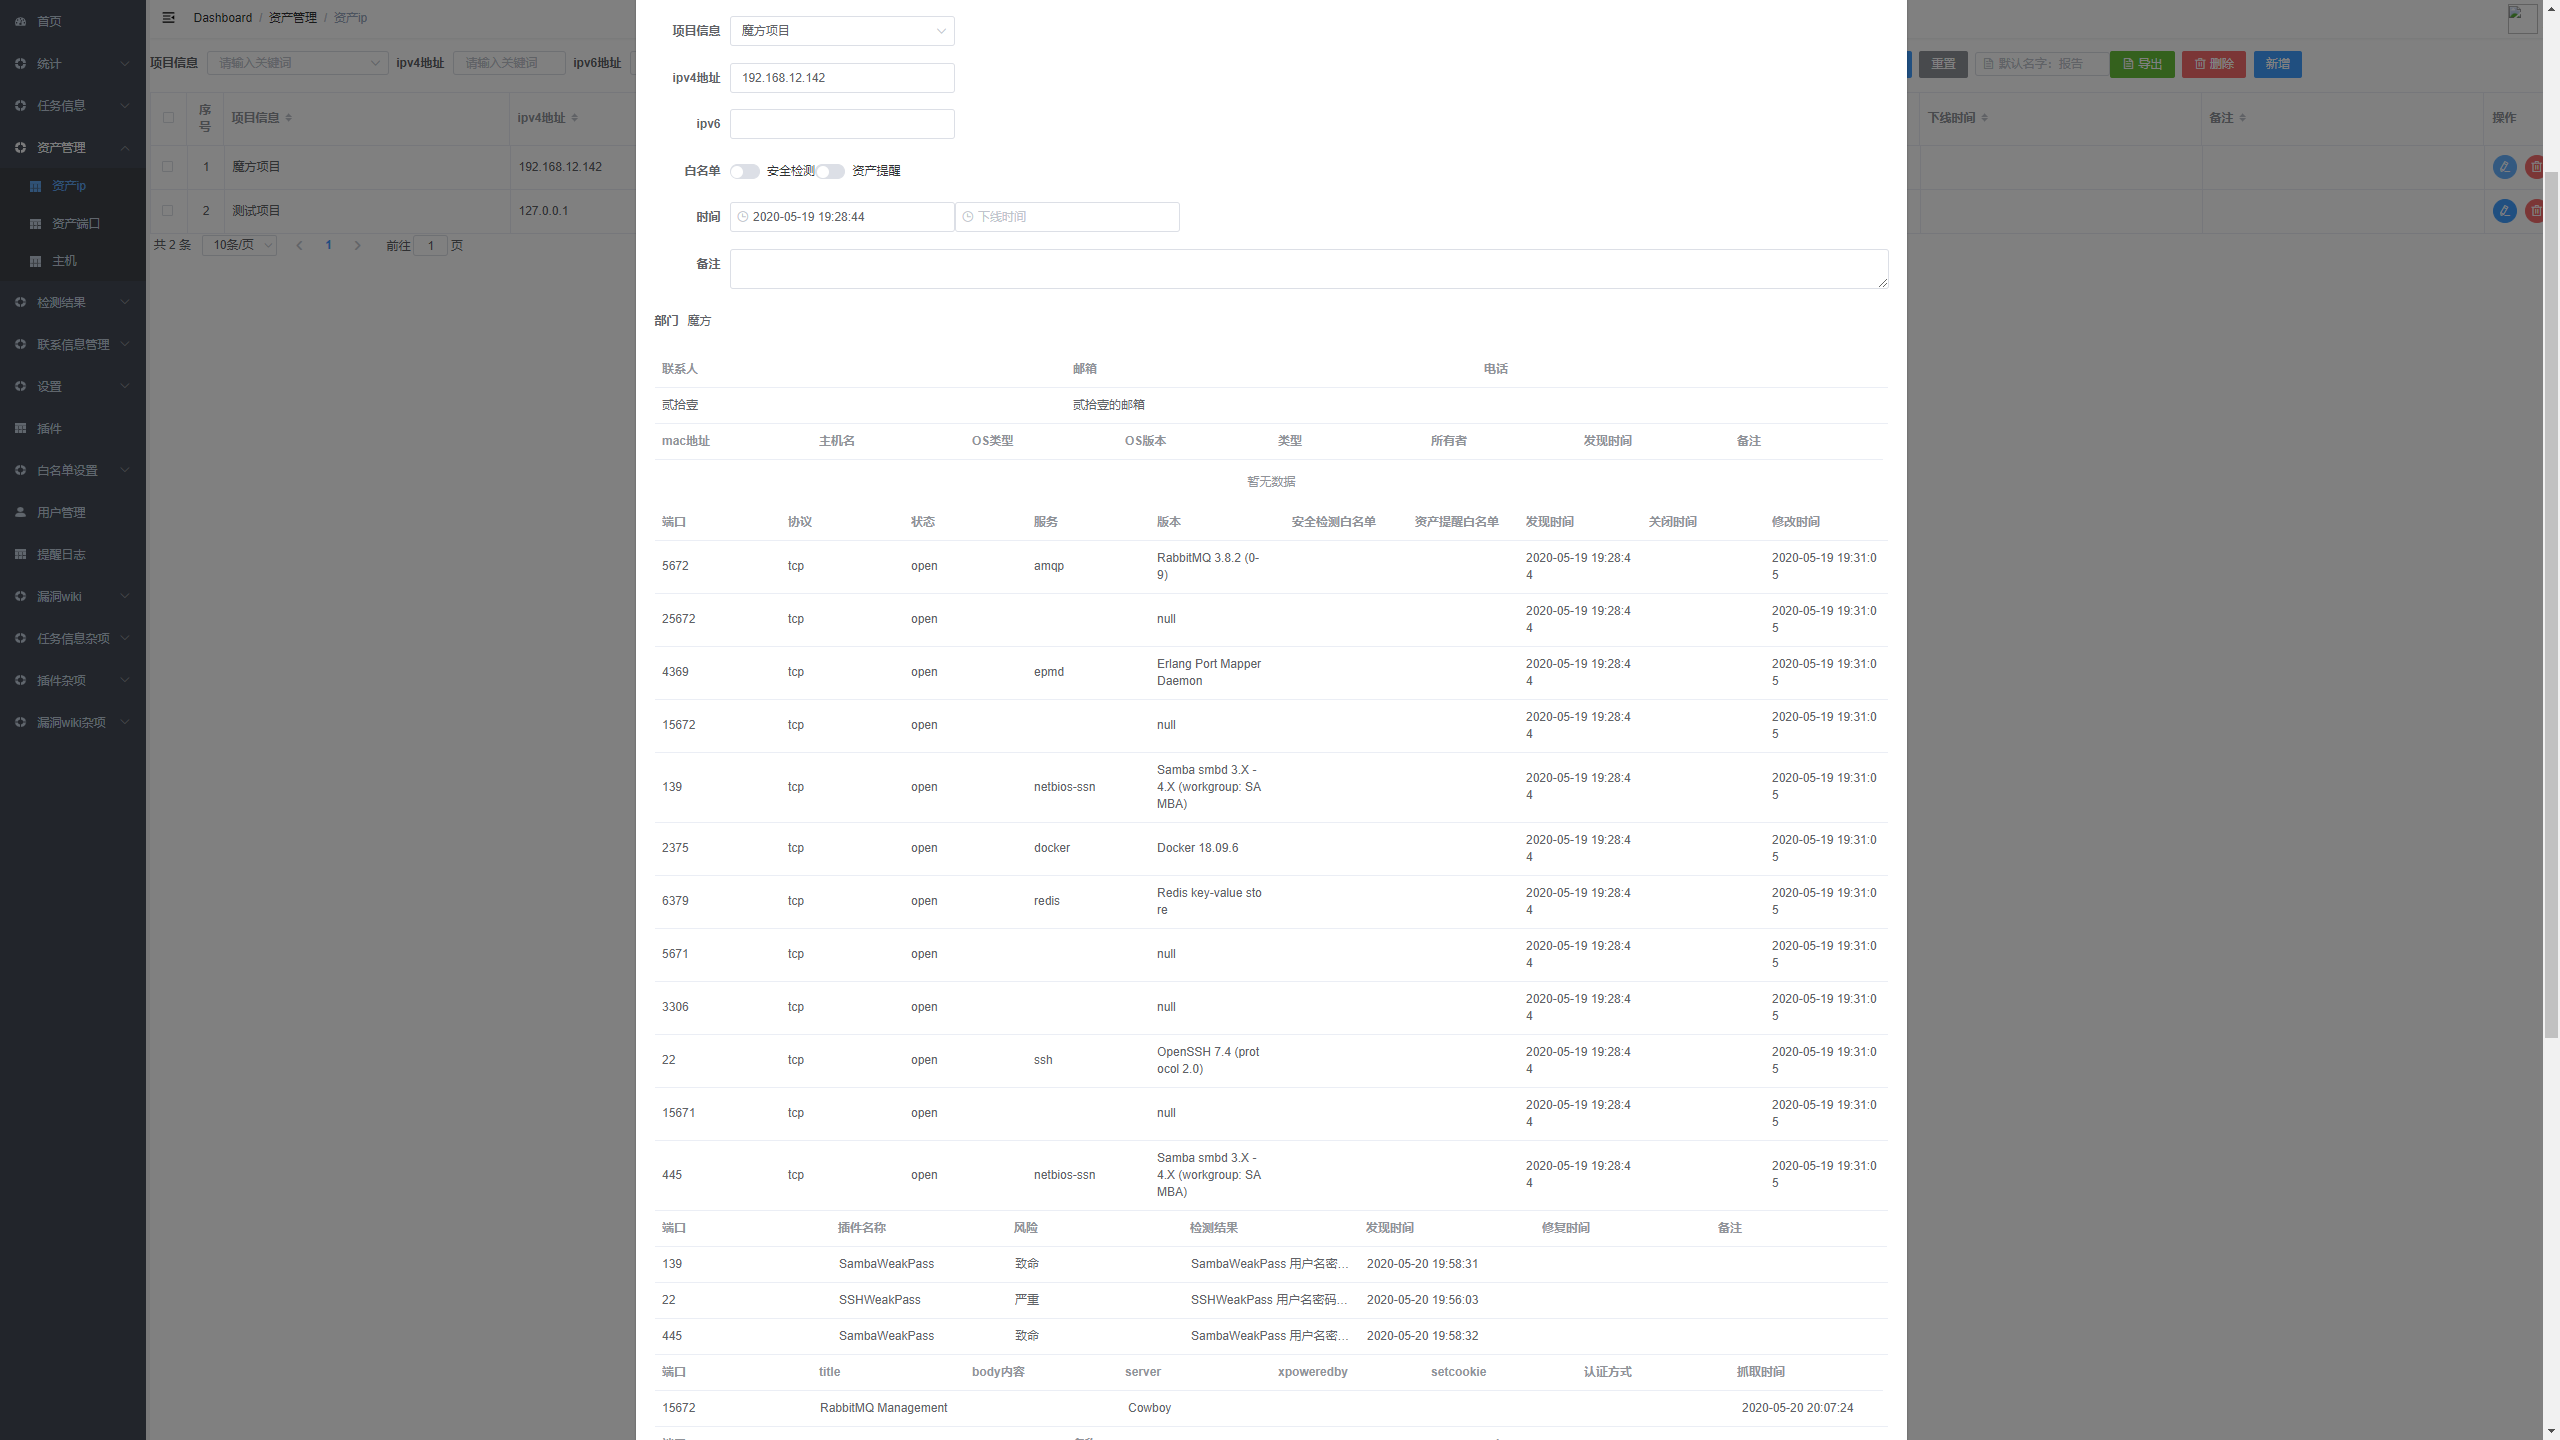 首页
统计
任务信息
资产管理
资产ip
资产端口
主机
检测结果
联系信息管理
设置
插件
白名单设置
用户管理
提醒日志
漏洞wiki
任务信息杂项
插件杂项
漏洞wiki杂项
Dashboard / 资产管理 / 资产ip
项目信息 请输入关键词 ipv4地址 请输入关键词 ipv6地址
重置 默认名字：报告 导出 删除 新增
序号 项目信息 ipv4地址 下线时间 备注 操作
1 魔方项目 192.168.12.142
2 测试项目 127.0.0.1
共 2 条 10条/页 1 前往 1 页
项目信息 魔方项目
ipv4地址 192.168.12.142
ipv6
白名单 安全检测 资产提醒
时间 2020-05-19 19:28:44 下线时间
备注
部门 魔方
联系人 邮箱 电话
贰拾壹 贰拾壹的邮箱
mac地址 主机名 OS类型 OS版本 类型 所有者 发现时间 备注
暂无数据
端口 协议 状态 服务 版本 安全检测白名单 资产提醒白名单 发现时间 关闭时间 修改时间
5672 tcp open amqp RabbitMQ 3.8.2 (0-9) 2020-05-19 19:28:44 2020-05-19 19:31:05
25672 tcp open null 2020-05-19 19:28:44 2020-05-19 19:31:05
4369 tcp open epmd Erlang Port Mapper Daemon 2020-05-19 19:28:44 2020-05-19 19:31:05
15672 tcp open null 2020-05-19 19:28:44 2020-05-19 19:31:05
139 tcp open netbios-ssn Samba smbd 3.X - 4.X (workgroup: SAMBA) 2020-05-19 19:28:44 2020-05-19 19:31:05
2375 tcp open docker Docker 18.09.6 2020-05-19 19:28:44 2020-05-19 19:31:05
6379 tcp open redis Redis key-value store 2020-05-19 19:28:44 2020-05-19 19:31:05
5671 tcp open null 2020-05-19 19:28:44 2020-05-19 19:31:05
3306 tcp open null 2020-05-19 19:28:44 2020-05-19 19:31:05
22 tcp open ssh OpenSSH 7.4 (protocol 2.0) 2020-05-19 19:28:44 2020-05-19 19:31:05
15671 tcp open null 2020-05-19 19:28:44 2020-05-19 19:31:05
445 tcp open netbios-ssn Samba smbd 3.X - 4.X (workgroup: SAMBA) 2020-05-19 19:28:44 2020-05-19 19:31:05
端口 插件名称 风险 检测结果 发现时间 修复时间 备注
139 SambaWeakPass 致命 SambaWeakPass 用户名密... 2020-05-20 19:58:31
22 SSHWeakPass 严重 SSHWeakPass 用户名密码... 2020-05-20 19:56:03
445 SambaWeakPass 致命 SambaWeakPass 用户名密... 2020-05-20 19:58:32
端口 title body内容 server xpoweredby setcookie 认证方式 抓取时间
15672 RabbitMQ Management Cowboy 2020-05-20 20:07:24